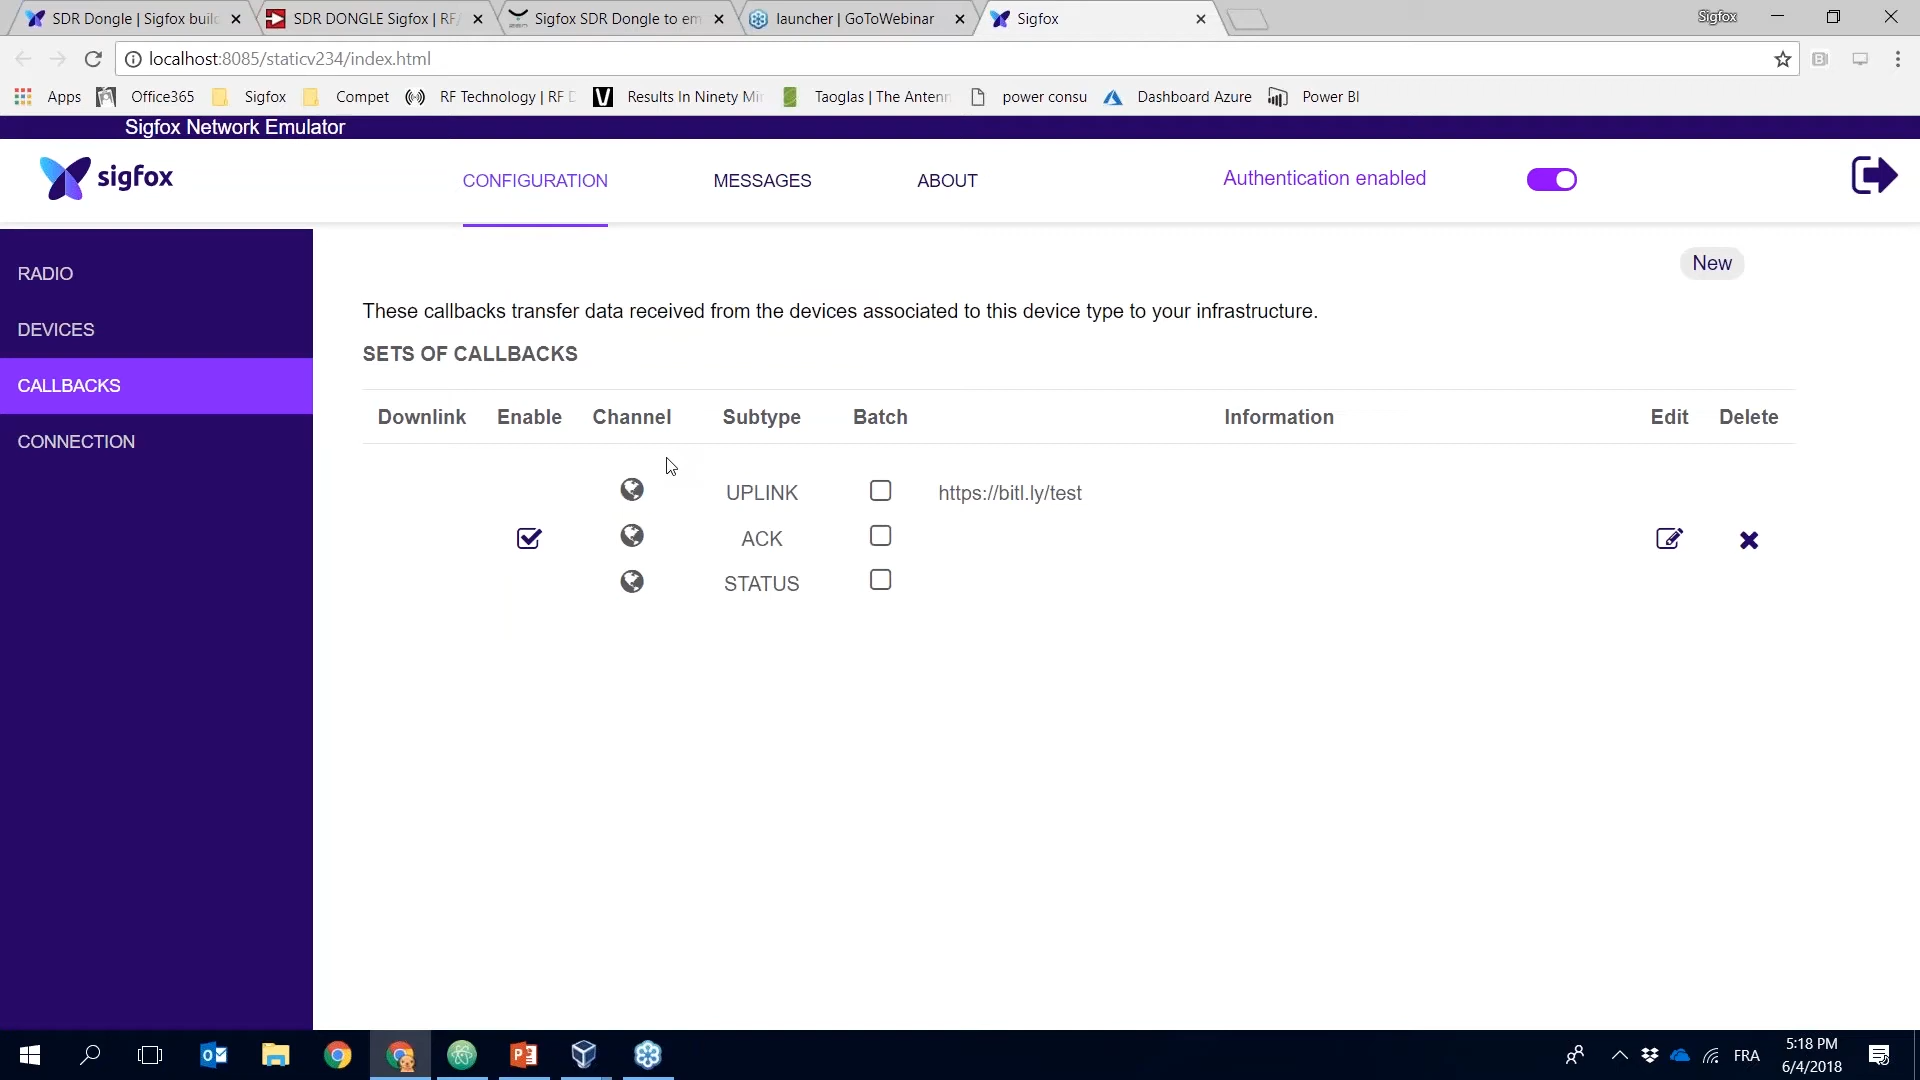 SDR Dongle | Sigfox buil
SDR DONGLE Sigfox | RF
Sigfox SDR Dongle to em
launcher | GoToWebinar
Sigfox
Sigfox
localhost:8085/staticv234/index.html
Apps
Office365
Sigfox
Compet
RF Technology | RF D
Results In Ninety Mi
Taoglas | The Anten
power consu
Dashboard Azure
Power BI
Sigfox Network Emulator
sigfox
CONFIGURATION
MESSAGES
ABOUT
Authentication enabled
RADIO
DEVICES
CALLBACKS
CONNECTION
New
These callbacks transfer data received from the devices associated to this device type to your infrastructure.
SETS OF CALLBACKS
Downlink Enable Channel Subtype Batch Information Edit Delete
UPLINK https://bitl.ly/test
ACK
STATUS
FRA
5:18 PM
6/4/2018